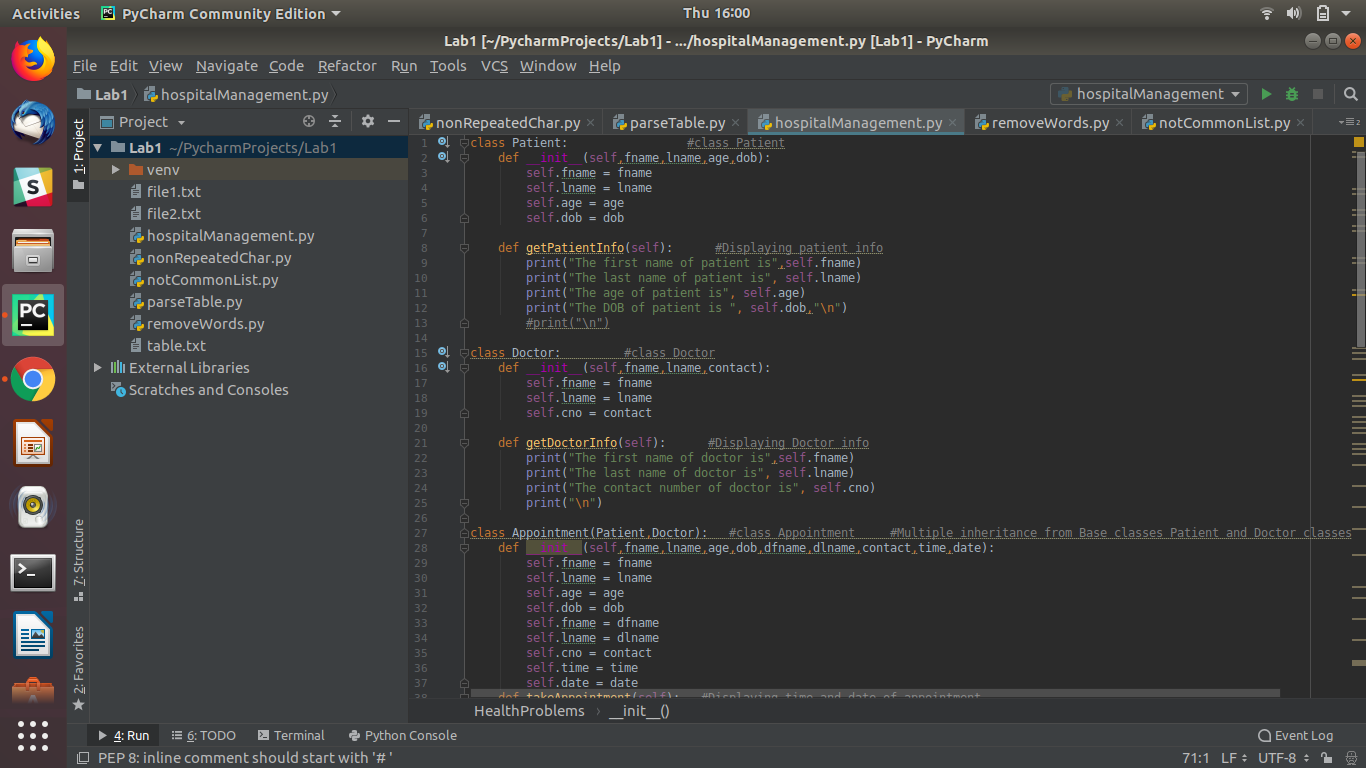 Activities PyCharm Community Edition Thu 16:00
Lab1 [~/PycharmProjects/Lab1] - .../hospitalManagement.py [Lab1] - PyCharm
File Edit View Navigate Code Refactor Run Tools VCS Window Help
Lab1 hospitalManagement.py hospitalManagement
Project
nonRepeatedChar.py parseTable.py hospitalManagement.py removeWords.py notCommonList.py
1: Project
Lab1 ~/PycharmProjects/Lab1
venv
file1.txt
file2.txt
hospitalManagement.py
nonRepeatedChar.py
notCommonList.py
parseTable.py
removeWords.py
table.txt
External Libraries
Scratches and Consoles
7: Structure
2: Favorites
1 class Patient: #class Patient
2 def __init__(self,fname,lname,age,dob):
3 self.fname = fname
4 self.lname = lname
5 self.age = age
6 self.dob = dob
7
8 def getPatientInfo(self): #Displaying patient info
9 print("The first name of patient is",self.fname)
10 print("The last name of patient is", self.lname)
11 print("The age of patient is", self.age)
12 print("The DOB of patient is ", self.dob,"\n")
13 #print("\n")
14
15 class Doctor: #class Doctor
16 def __init__(self,fname,lname,contact):
17 self.fname = fname
18 self.lname = lname
19 self.cno = contact
20
21 def getDoctorInfo(self): #Displaying Doctor info
22 print("The first name of doctor is",self.fname)
23 print("The last name of doctor is", self.lname)
24 print("The contact number of doctor is", self.cno)
25 print("\n")
26
27 class Appointment(Patient,Doctor): #class Appointment #Multiple inheritance from Base classes Patient and Doctor classes
28 def __init__(self,fname,lname,age,dob,dfname,dlname,contact,time,date):
29 self.fname = fname
30 self.lname = lname
31 self.age = age
32 self.dob = dob
33 self.fname = dfname
34 self.lname = dlname
35 self.cno = contact
36 self.time = time
37 self.date = date
38 def takeAppointment(self): #Displaying time and date of appointment
HealthProblems __init__()
4: Run 6: TODO Terminal Python Console Event Log
PEP 8: inline comment should start with '# ' 71:1 LF UTF-8